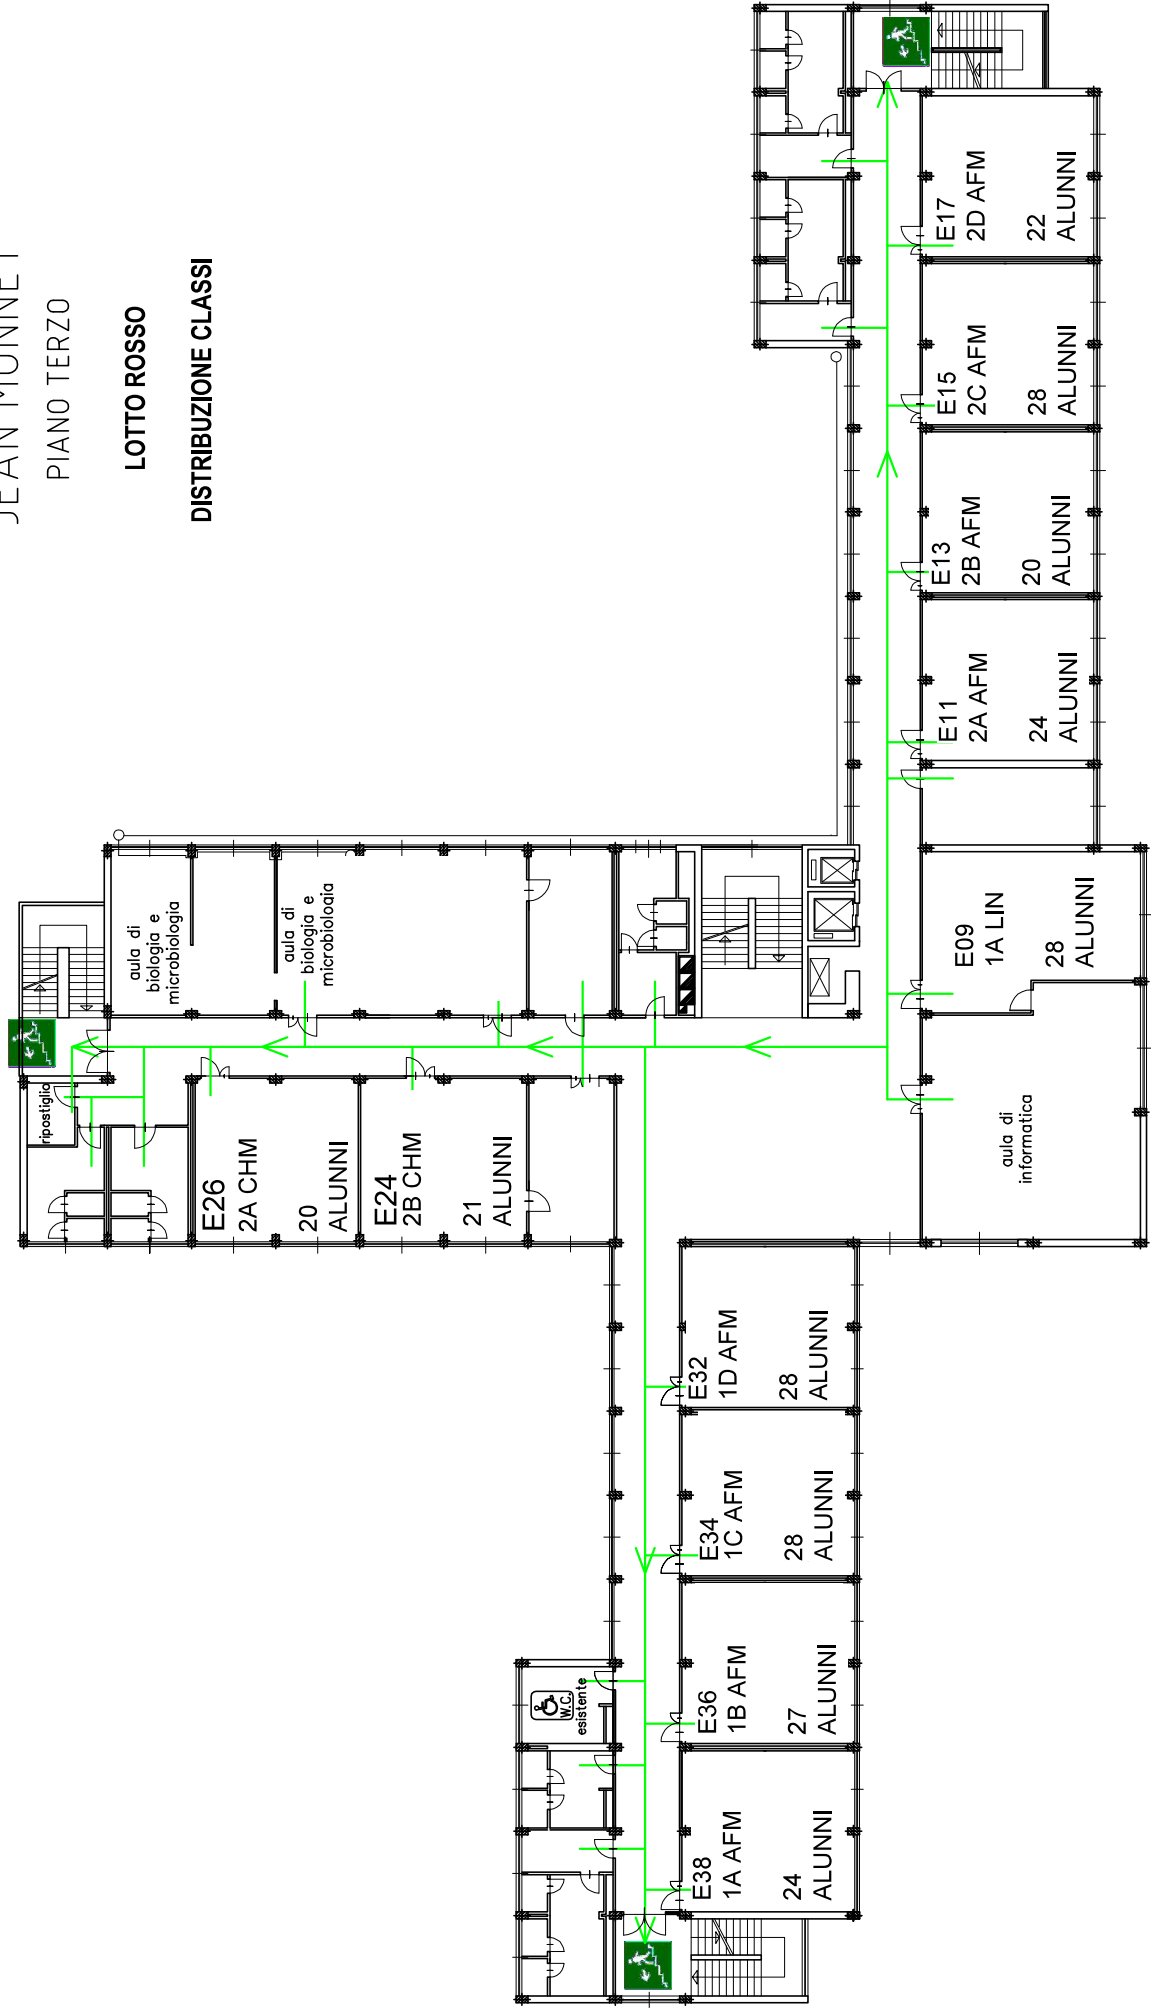 JEAN MONNET
PIANO TERZO
LOTTO ROSSO
DISTRIBUZIONE CLASSI
ripostiglio
aula di
biologia e
microbiologia
aula di
biologia e
microbiologia
E26
2A CHM
20
ALUNNI
E24
2B CHM
21
ALUNNI
W.C.
esistente
E38
1A AFM
24
ALUNNI
E36
1B AFM
27
ALUNNI
E34
1C AFM
28
ALUNNI
E32
1D AFM
28
ALUNNI
aula di
informatica
E09
1A LIN
28
ALUNNI
E11
2A AFM
24
ALUNNI
E13
2B AFM
20
ALUNNI
E15
2C AFM
28
ALUNNI
E17
2D AFM
22
ALUNNI